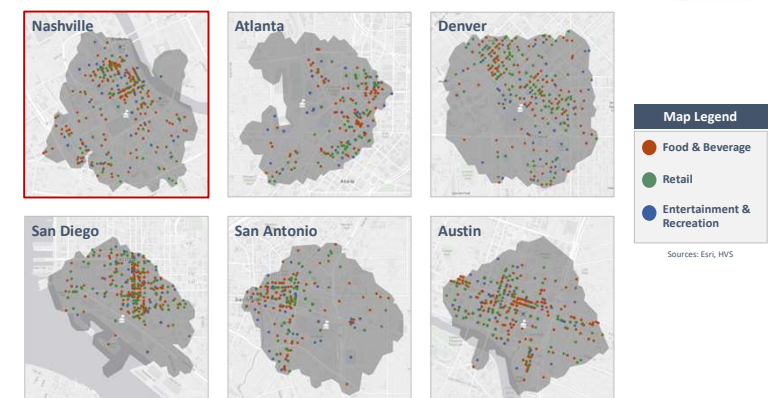 Nashville
Atlanta
Denver
Map Legend
Food & Beverage
Retail
Entertainment &
Recreation
San Diego
San Antonio
Austin
Sources: Esri, HVS